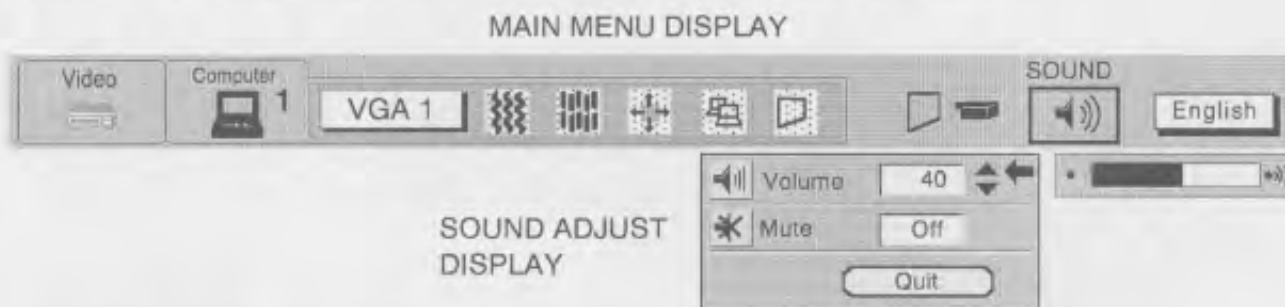 MAIN MENU DISPLAY
SOUND
Video
Computer
1
VGA 1
English
Volume 40
SOUND ADJUST
DISPLAY
Mute Off
Quit